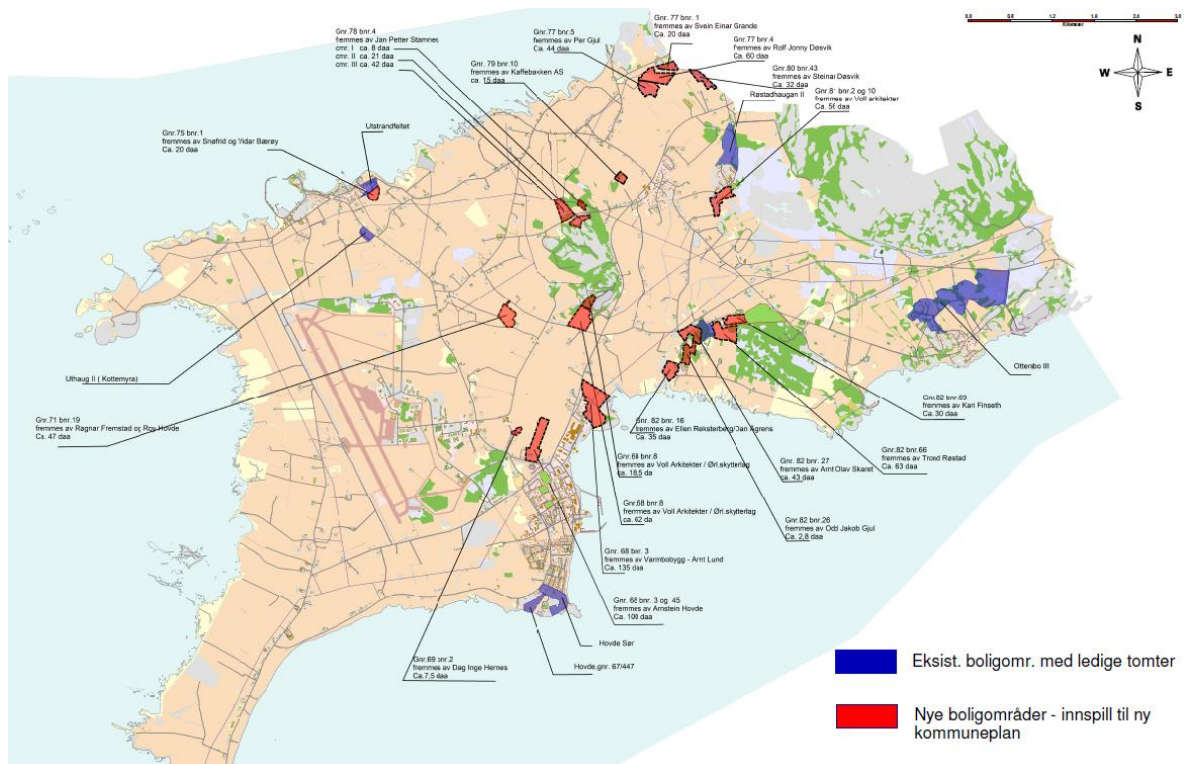 Gnr.78 bnr.4
fremmes av Jan Petter Stamnes
omr. I ca. 8 daa
omr. II ca. 21 daa
omr. III ca. 42 daa
Gnr.77 bnr.5
fremmes av Per Gjul
Ca. 44 daa
Gnr. 77 bnr. 1
fremmes av Svein Einar Grande
Ca. 20 daa
Gnr.77 bnr.4
fremmes av Rolf Jonny Døsvik
Ca. 60 daa
Gnr. 79 bnr.10
fremmes av Kaffebakken AS
ca. 15 daa
Gnr.80 bnr.43
fremmes av Steinar Døsvik
Ca. 32 daa
Røstadhaugan II
Gnr.81 bnr.2 og 10
fremmes av Voll arkitekter
Ca. 56 daa
Kilometer
N
W E
S
Utstrandfeltet
Gnr.75 bnr.1
fremmes av Snøfrid og Vidar Bærøy
Ca. 20 daa
Uthaug II ( Kottemyra)
Ottersbo III
Gnr.71 bnr.19
fremmes av Ragnar Fremstad og Roy Hovde
Ca. 47 daa
Gnr.82 bnr.69
fremmes av Kari Finseth
Ca. 30 daa
Gnr. 82 bnr. 16
fremmes av Ellen Reksterberg/Dan Agrens
Ca. 35 daa
Gnr.82 bnr.66
fremmes av Trond Røstad
Ca. 63 daa
Gnr.68 bnr.8
fremmes av Voll Arkitekter / Ørl.skytterlag
ca. 18,5 da
Gnr. 82 bnr. 27
fremmes av Arnt Olav Skaret
ca. 43 daa
Gnr.68 bnr.8
fremmes av Voll Arkitekter / Ørl.skytterlag
ca. 62 da
Gnr.82 bnr.26
fremmes av Odd Jakob Gjul
Ca. 2,8 daa
Gnr. 68 bnr. 3
fremmes av Varmbobygg - Arnt Lund
Ca. 135 daa
Gnr. 68 bnr. 3 og 45
fremmes av Arnstein Hovde
Ca. 100 daa
Hovde Sør
Gnr.69 bnr.2
fremmes av Dag Inge Hernes
Ca. 7,5 daa
Hovde,gnr. 67/447
Eksist. boligomr. med ledige tomter
Nye boligområder - innspill til ny
kommuneplan